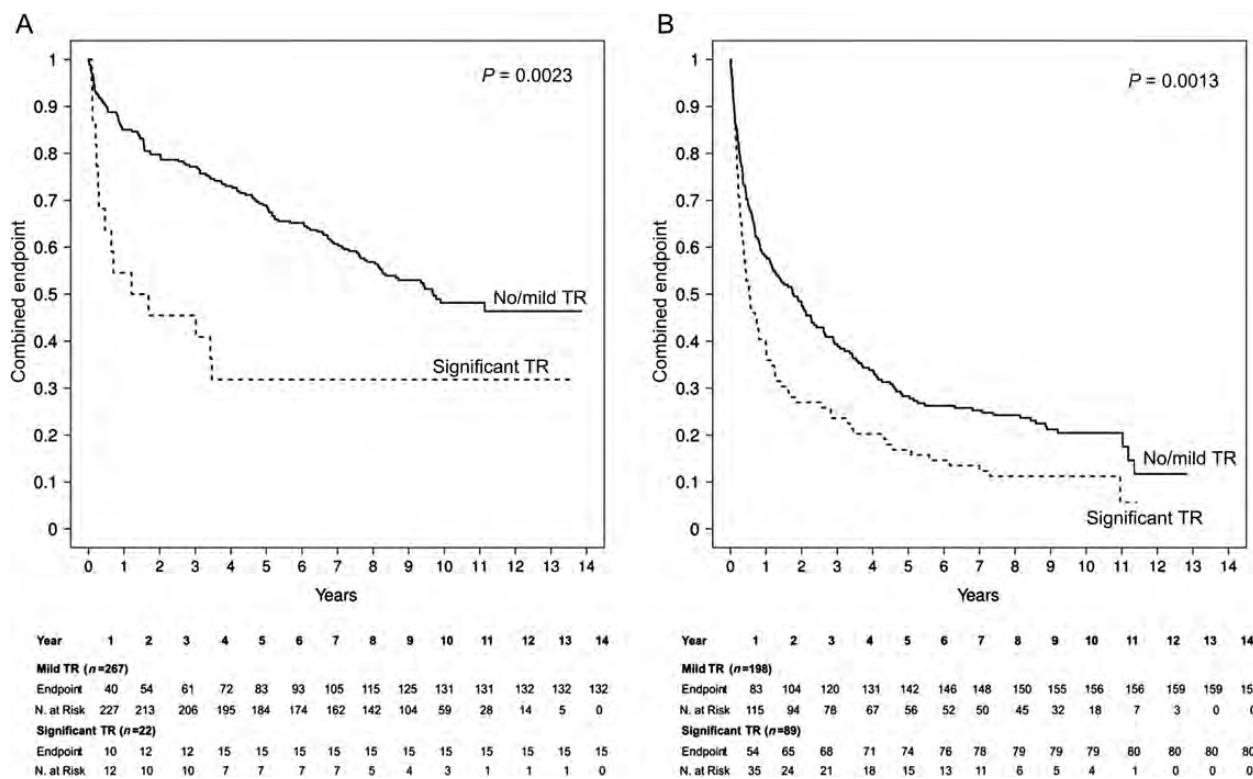 A
P = 0.0023
Combined endpoint
1
0.9
0.8
0.7
0.6
0.5
0.4
0.3
0.2
0.1
0
No/mild TR
Significant TR
0 1 2 3 4 5 6 7 8 9 10 11 12 13 14
Years
Year 1 2 3 4 5 6 7 8 9 10 11 12 13 14
Mild TR (n=267)
Endpoint 40 54 61 72 83 93 105 115 125 131 131 132 132 132
N. at Risk 227 213 206 195 184 174 162 142 104 59 28 14 5 0
Significant TR (n=22)
Endpoint 10 12 12 15 15 15 15 15 15 15 15 15 15 15
N. at Risk 12 10 10 7 7 7 7 5 4 3 1 1 1 0
B
P = 0.0013
Combined endpoint
1
0.9
0.8
0.7
0.6
0.5
0.4
0.3
0.2
0.1
0
No/mild TR
Significant TR
0 1 2 3 4 5 6 7 8 9 10 11 12 13 14
Years
Year 1 2 3 4 5 6 7 8 9 10 11 12 13 14
Mild TR (n=198)
Endpoint 83 104 120 131 142 146 148 150 155 156 156 159 159
N. at Risk 115 94 78 67 56 52 50 45 32 18 7 3 0 0
Significant TR (n=89)
Endpoint 54 65 68 71 74 76 78 79 79 79 80 80 80 80
N. at Risk 35 24 21 18 15 13 11 6 5 4 1 0 0 0